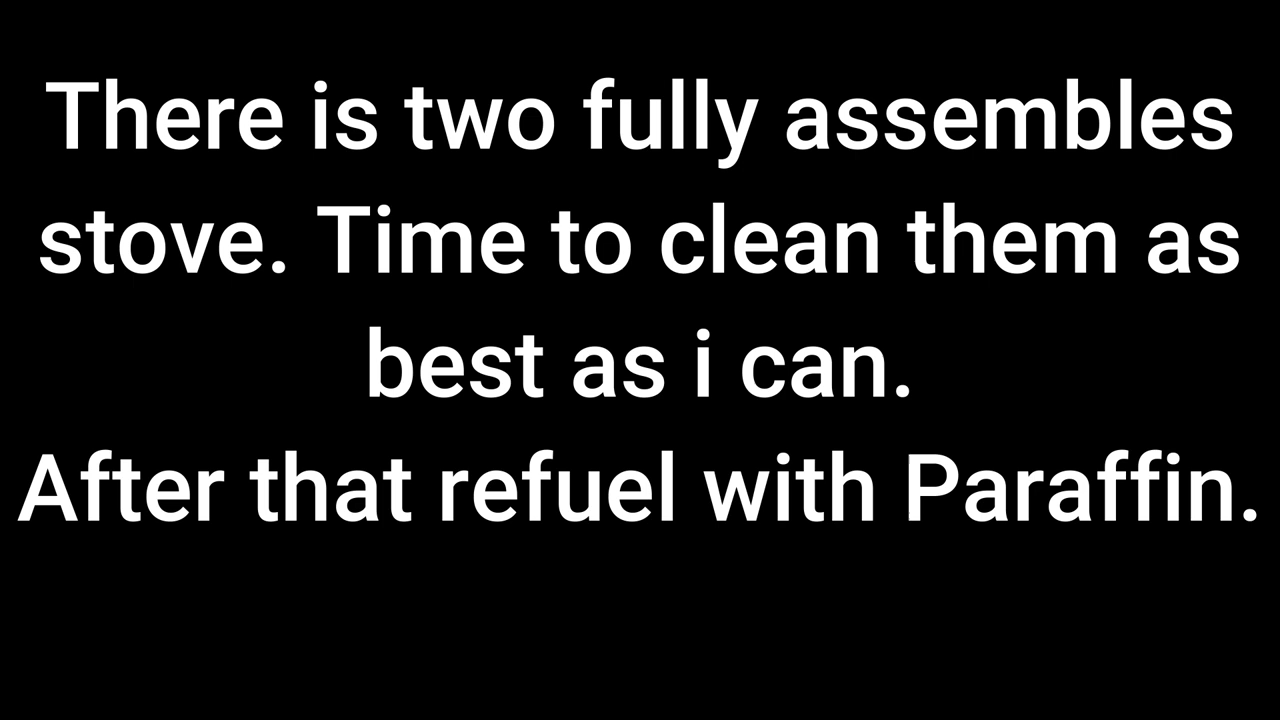 There is two fully assembles
stove. Time to clean them as
best as i can.
After that refuel with Paraffin.